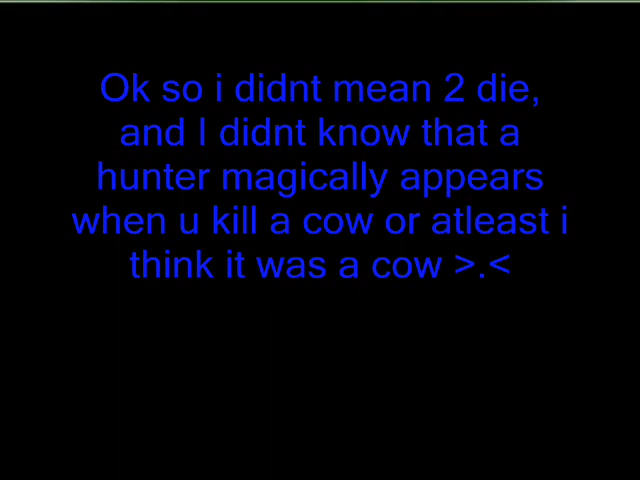 Ok so i didnt mean 2 die,
and I didnt know that a
hunter magically appears
when u kill a cow or atleast i
think it was a cow >.<